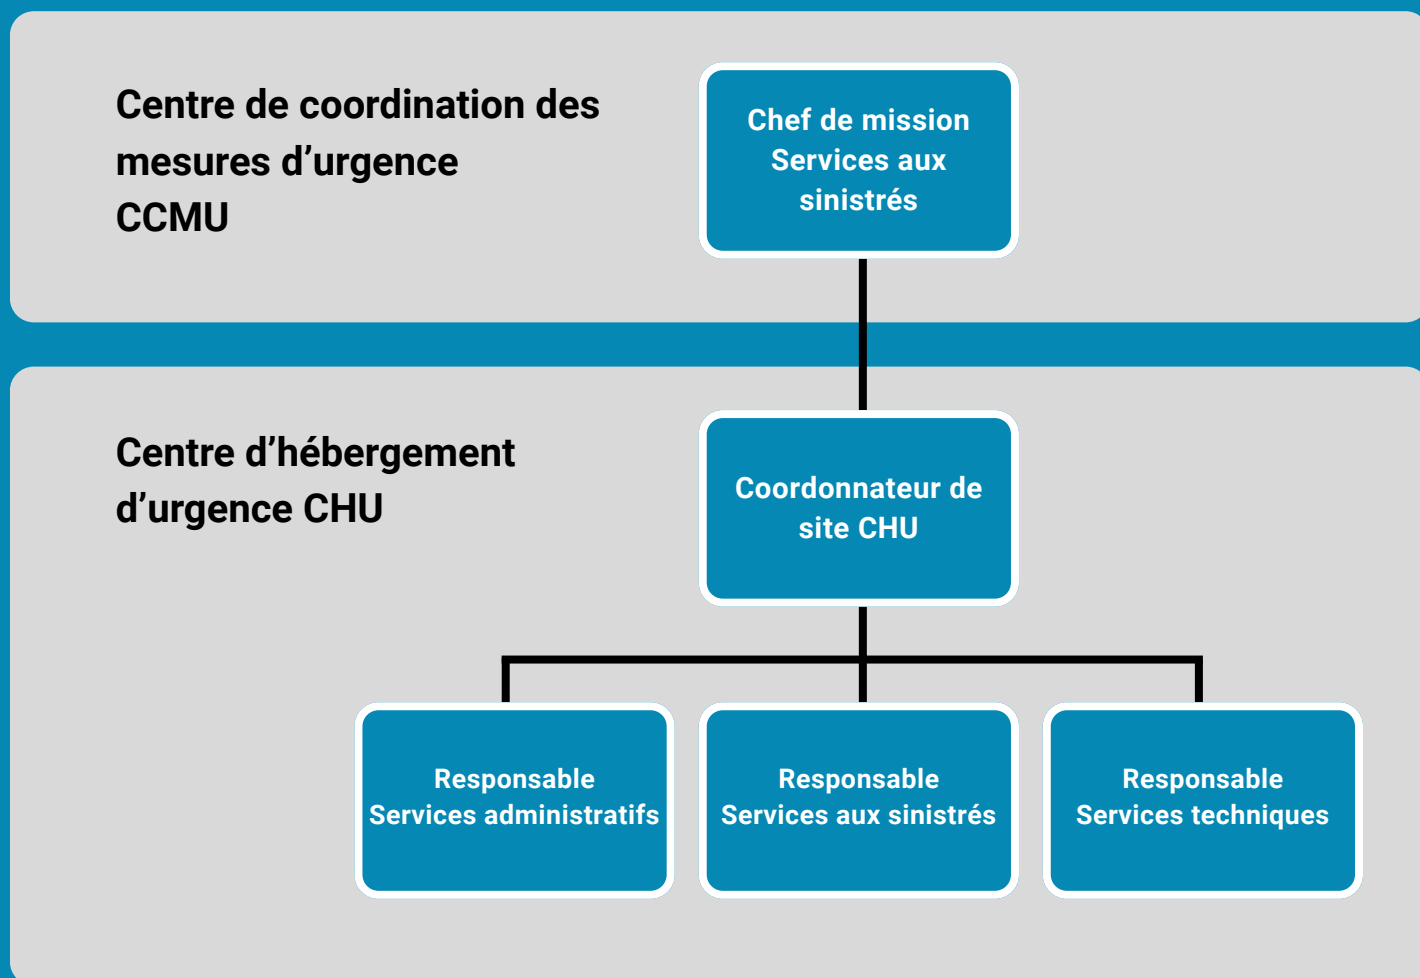 Centre de coordination des
mesures d’urgence
CCMU
Chef de mission
Services aux
sinistrés
Centre d’hébergement
d’urgence CHU
Coordonnateur de
site CHU
Responsable
Services administratifs
Responsable
Services aux sinistrés
Responsable
Services techniques